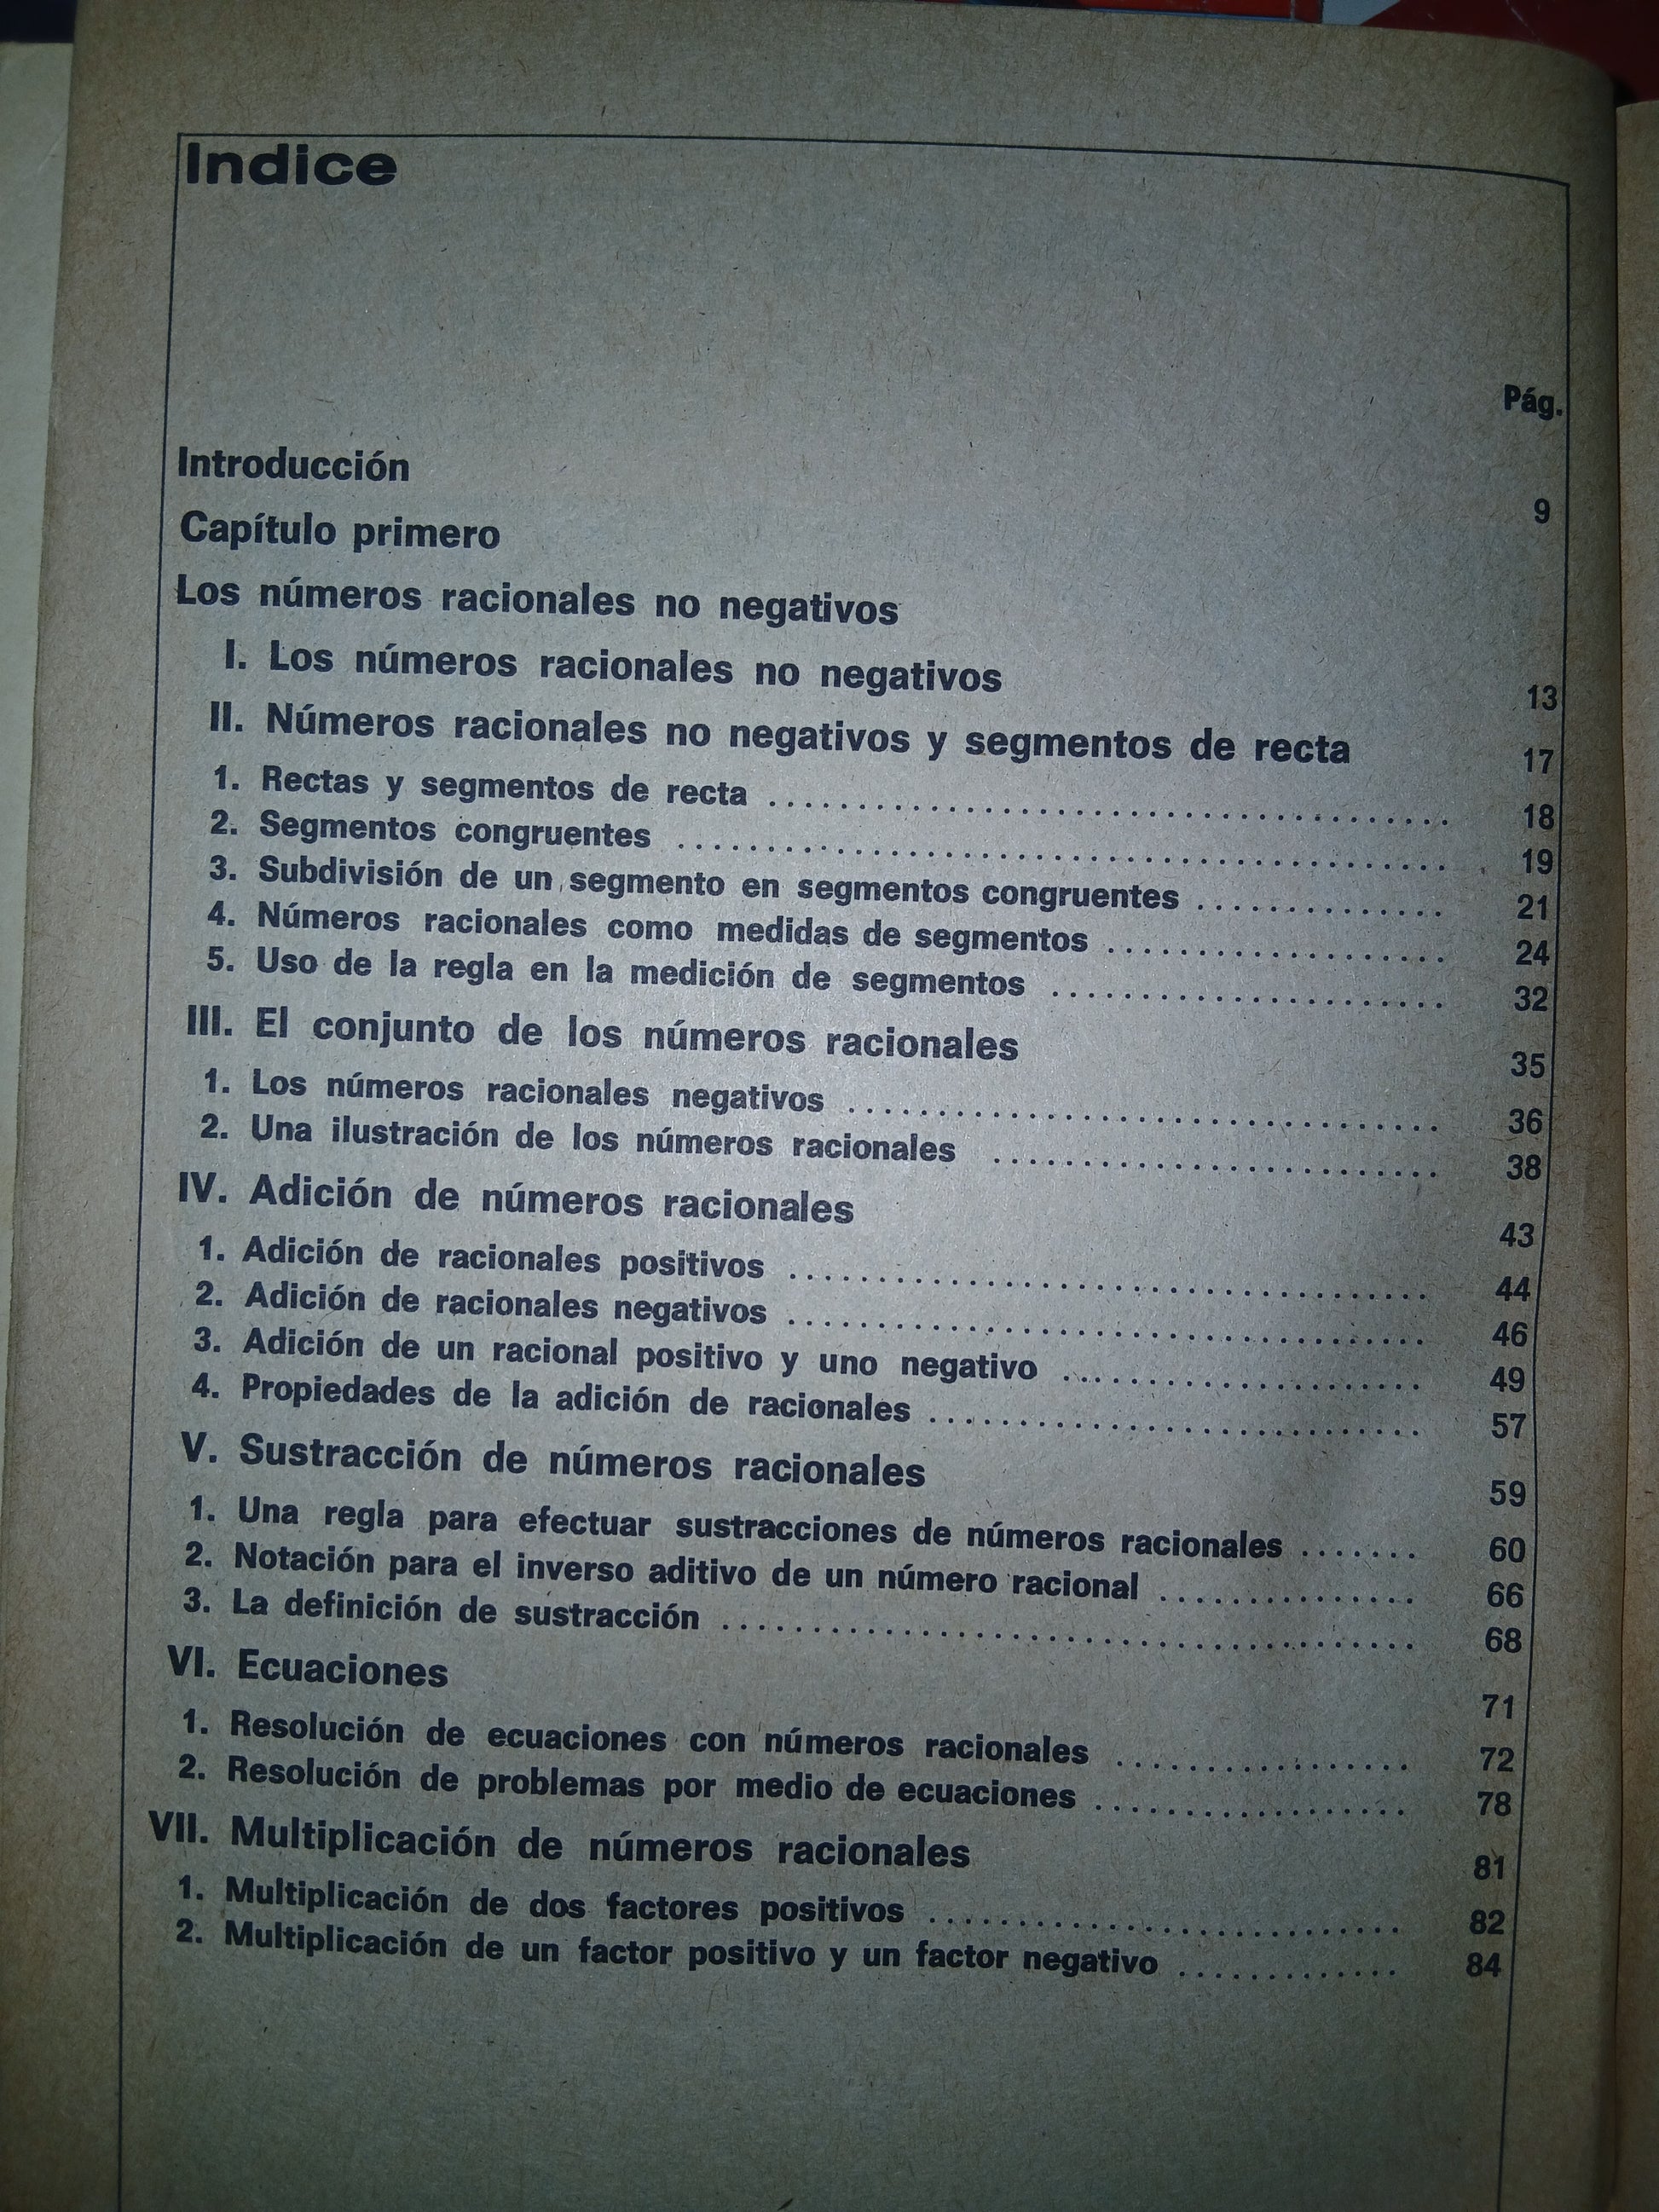 Indice
Pág.
Introducción 9
Capítulo primero
Los números racionales no negativos
I. Los números racionales no negativos 13
II. Números racionales no negativos y segmentos de recta 17
1. Rectas y segmentos de recta ........................................ 18
2. Segmentos congruentes ........................................ 19
3. Subdivisión de un segmento en segmentos congruentes .............. 21
4. Números racionales como medidas de segmentos ................... 24
5. Uso de la regla en la medición de segmentos ...................... 32
III. El conjunto de los números racionales 35
1. Los números racionales negativos .................................. 36
2. Una ilustración de los números racionales .......................... 38
IV. Adición de números racionales 43
1. Adición de racionales positivos .................................... 44
2. Adición de racionales negativos .................................... 46
3. Adición de un racional positivo y uno negativo ..................... 49
4. Propiedades de la adición de racionales ............................ 57
V. Sustracción de números racionales 59
1. Una regla para efectuar sustracciones de números racionales ....... 60
2. Notación para el inverso aditivo de un número racional .............. 66
3. La definición de sustracción ........................................ 68
VI. Ecuaciones 71
1. Resolución de ecuaciones con números racionales ................. 72
2. Resolución de problemas por medio de ecuaciones .................. 78
VII. Multiplicación de números racionales 81
1. Multiplicación de dos factores positivos ........................... 82
2. Multiplicación de un factor positivo y un factor negativo ............. 84